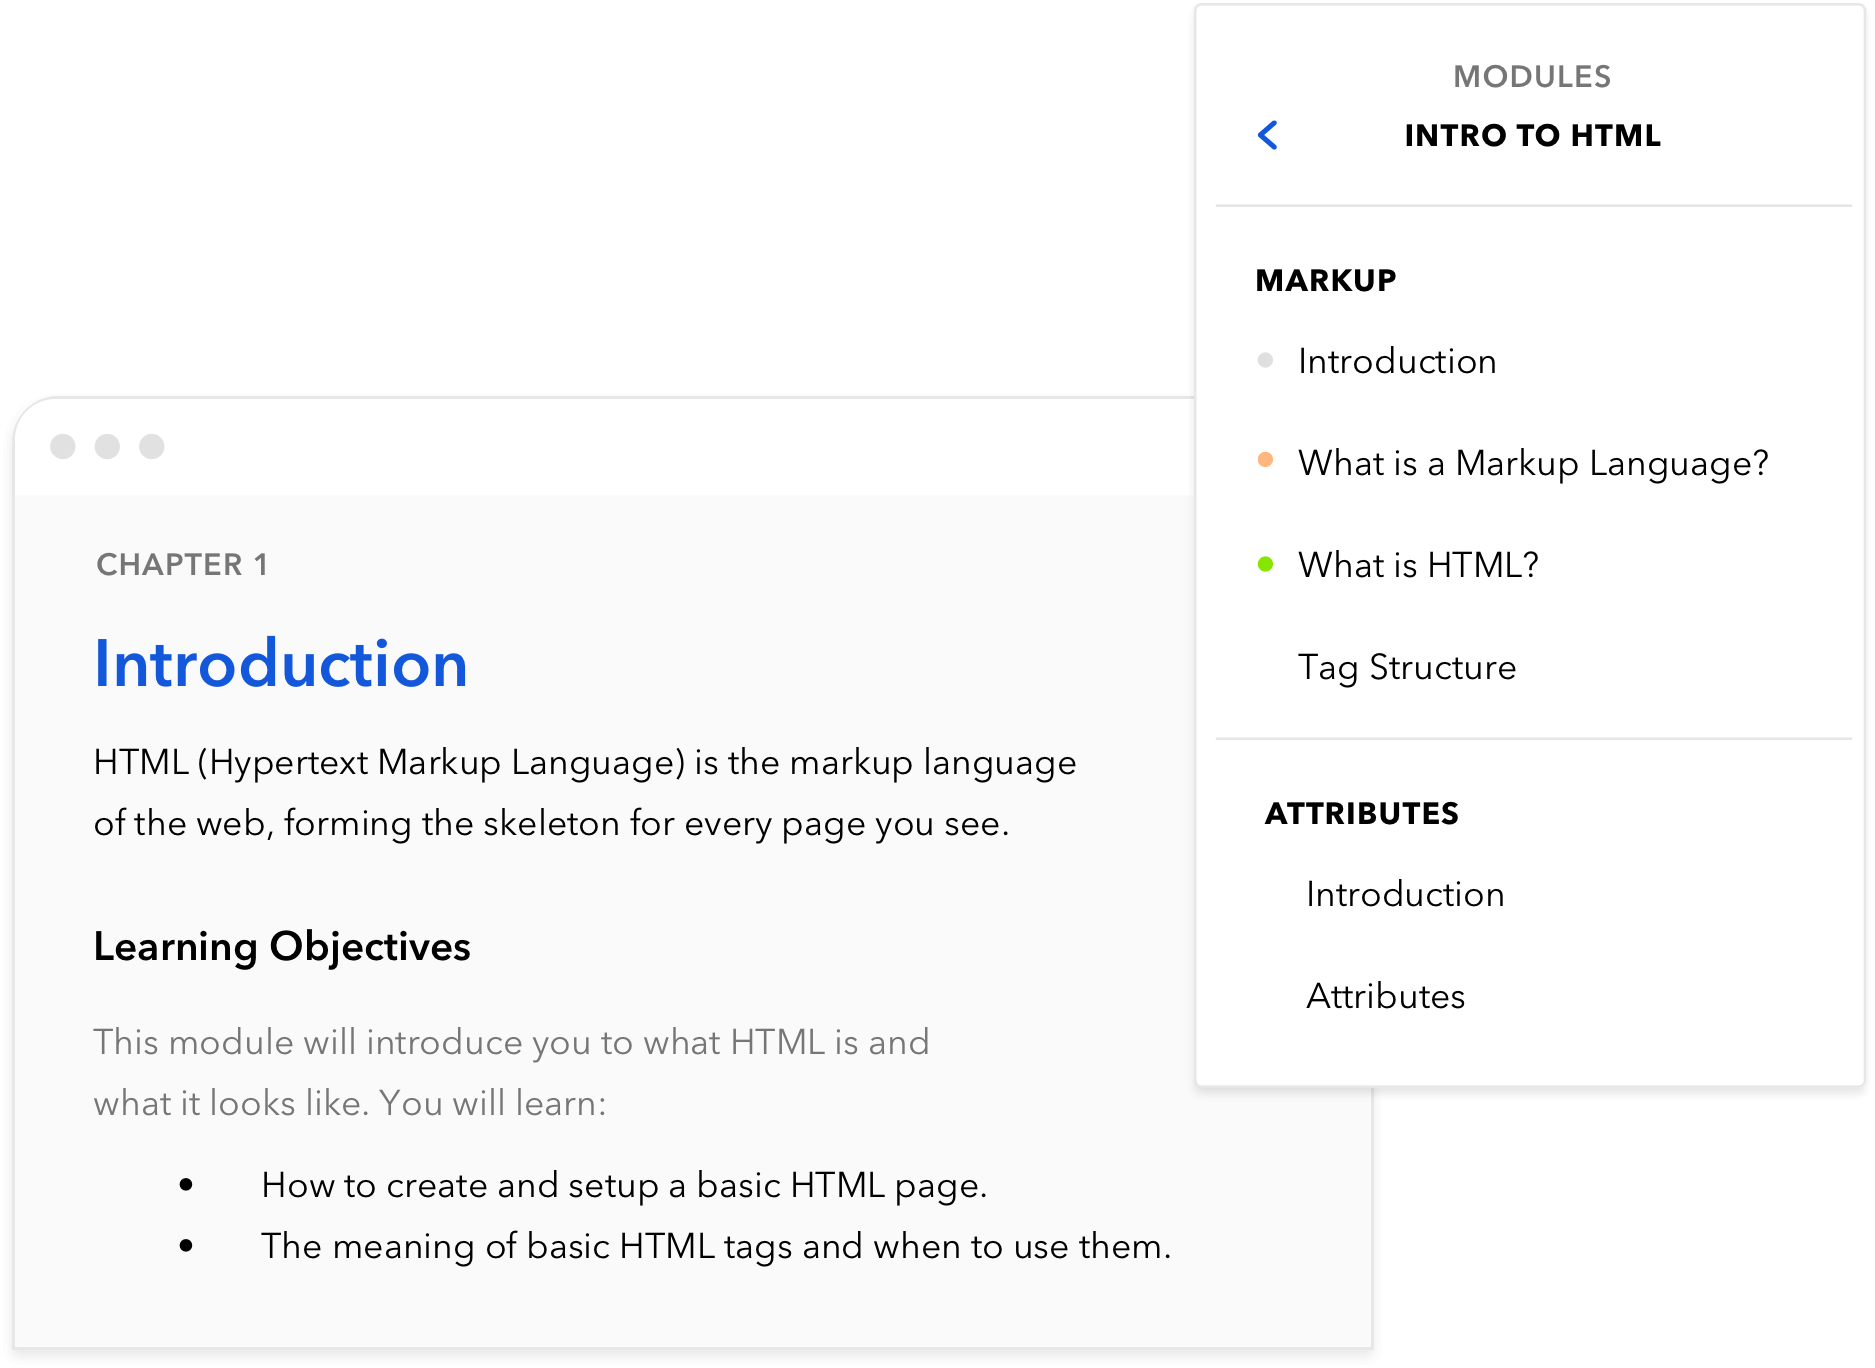 MODULES
INTRO TO HTML
MARKUP
Introduction
What is a Markup Language?
What is HTML?
Tag Structure
ATTRIBUTES
Introduction
Attributes
CHAPTER 1
Introduction
HTML (Hypertext Markup Language) is the markup language
of the web, forming the skeleton for every page you see.
Learning Objectives
This module will introduce you to what HTML is and
what it looks like. You will learn:
• How to create and setup a basic HTML page.
• The meaning of basic HTML tags and when to use them.